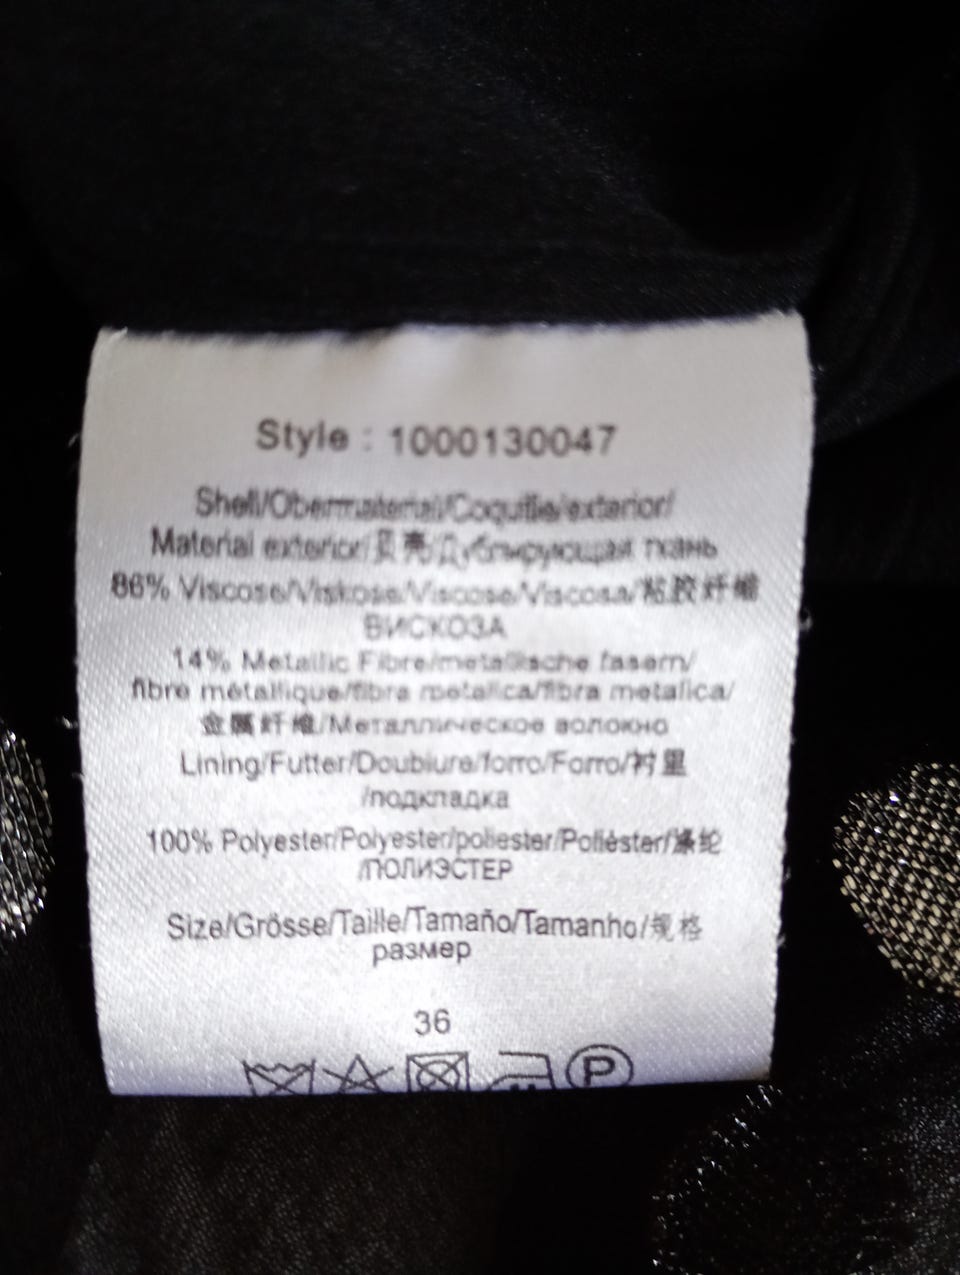 Style : 1000130047
Shell/Obermaterial/Coquille/exterior/
Material exterior/贝壳/Дублирующая ткань
86% Viscose/Viskose/Viscose/Viscosa/粘胶纤维
ВИСКОЗА
14% Metallic Fibre/metallische fasern/
fibre métallique/fibra metalica/fibra metalica/
金属纤维/Металлическое волокно
Lining/Futter/Doubiure/forro/Forro/衬里
/подкладка
100% Polyester/Polyester/poliester/Poliéster/涤纶
/ПОЛИЭСТЕР
Size/Grösse/Taille/Tamaño/Tamanho/规格
размер
36
P